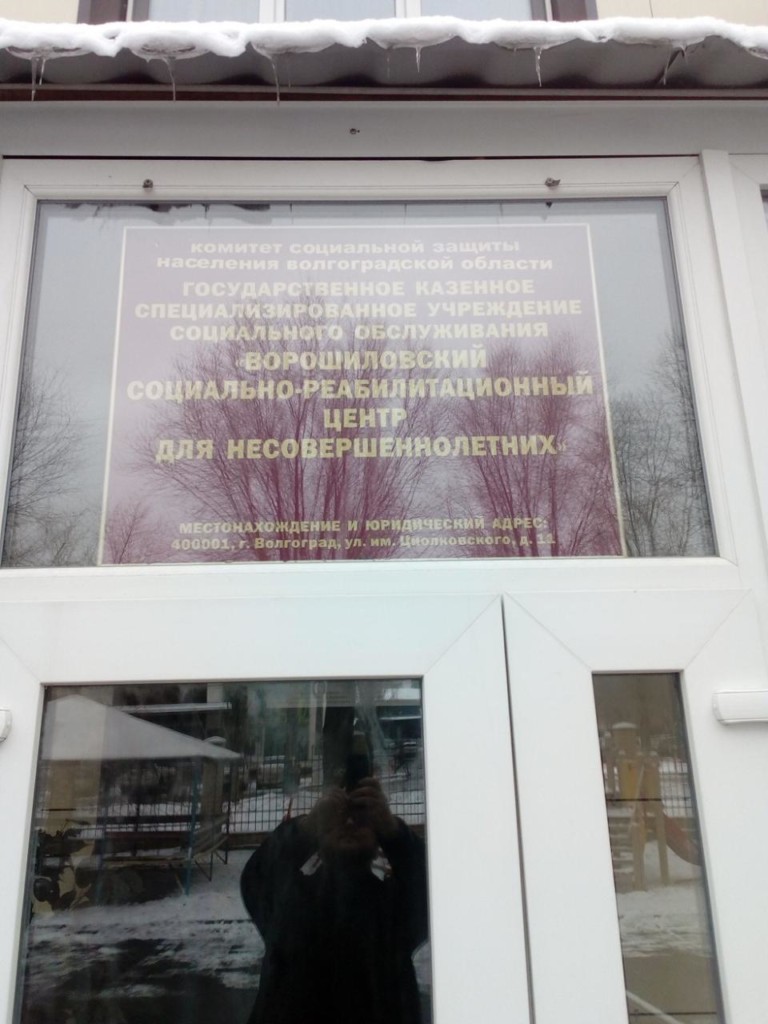 КОМИТЕТ СОЦИАЛЬНОЙ ЗАЩИТЫ
НАСЕЛЕНИЯ ВОЛГОГРАДСКОЙ ОБЛАСТИ
ГОСУДАРСТВЕННОЕ КАЗЕННОЕ
СПЕЦИАЛИЗИРОВАННОЕ УЧРЕЖДЕНИЕ
СОЦИАЛЬНОГО ОБСЛУЖИВАНИЯ
«ВОРОШИЛОВСКИЙ
СОЦИАЛЬНО-РЕАБИЛИТАЦИОННЫЙ
ЦЕНТР
ДЛЯ НЕСОВЕРШЕННОЛЕТНИХ«
МЕСТОНАХОЖДЕНИЕ И ЮРИДИЧЕСКИЙ АДРЕС:
400001, г. Волгоград, ул. им. Циолковского, д. 11